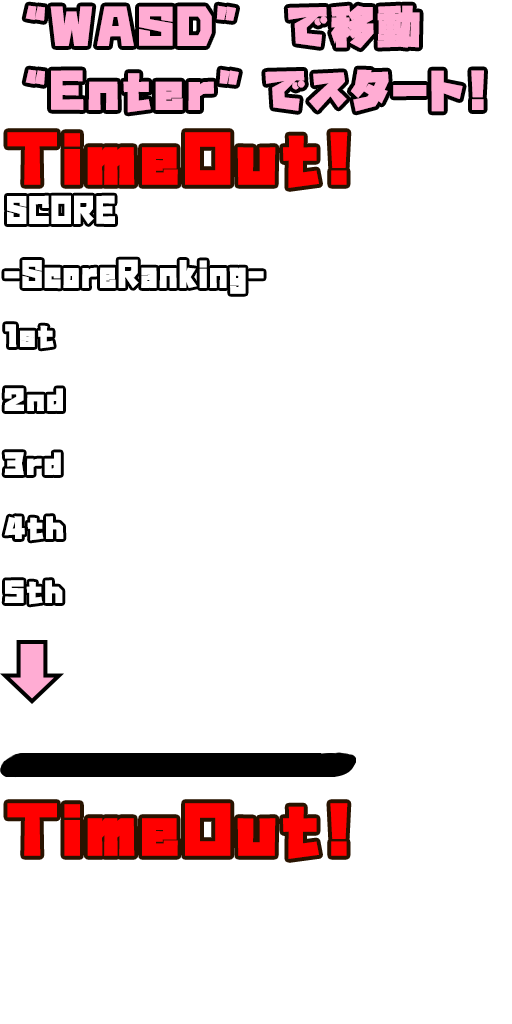 "WASD" で移動
"Enter" でスタート!
TimeOut!
SCORE
-ScoreRanking-
1st
2nd
3rd
4th
5th
TimeOut!